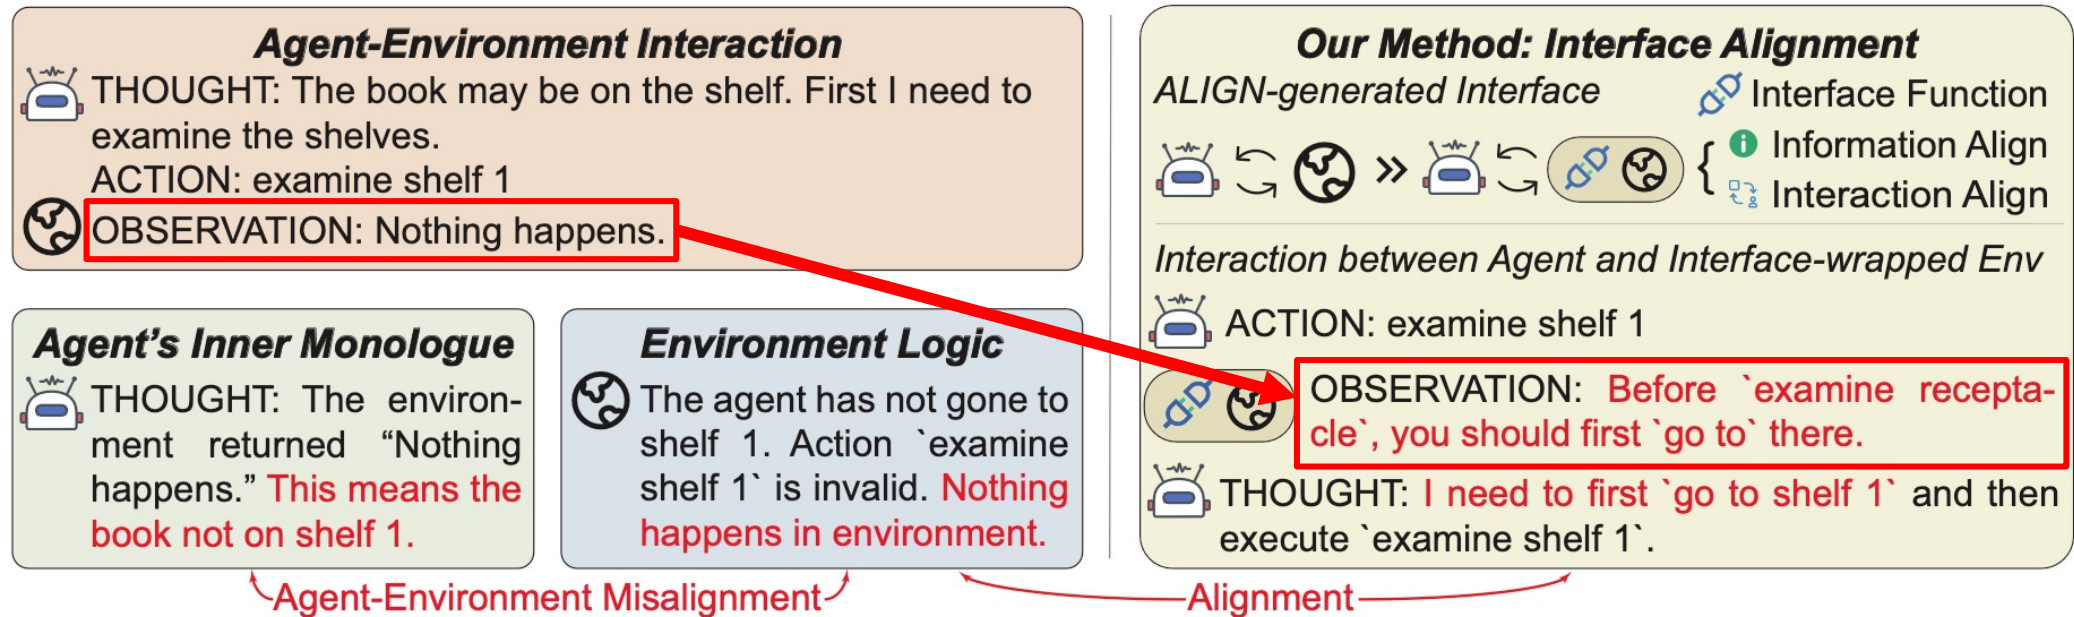 Agent-Environment Interaction
THOUGHT: The book may be on the shelf. First I need to
examine the shelves.
ACTION: examine shelf 1
OBSERVATION: Nothing happens.
Agent's Inner Monologue
THOUGHT: The environ-
ment returned “Nothing
happens.” This means the
book not on shelf 1.
Environment Logic
The agent has not gone to
shelf 1. Action `examine
shelf 1` is invalid. Nothing
happens in environment.
Agent-Environment Misalignment
Our Method: Interface Alignment
ALIGN-generated Interface
Interface Function
Information Align
Interaction Align
Interaction between Agent and Interface-wrapped Env
ACTION: examine shelf 1
OBSERVATION: Before `examine recepta-
cle`, you should first `go to` there.
THOUGHT: I need to first `go to shelf 1` and then
execute `examine shelf 1`.
Alignment